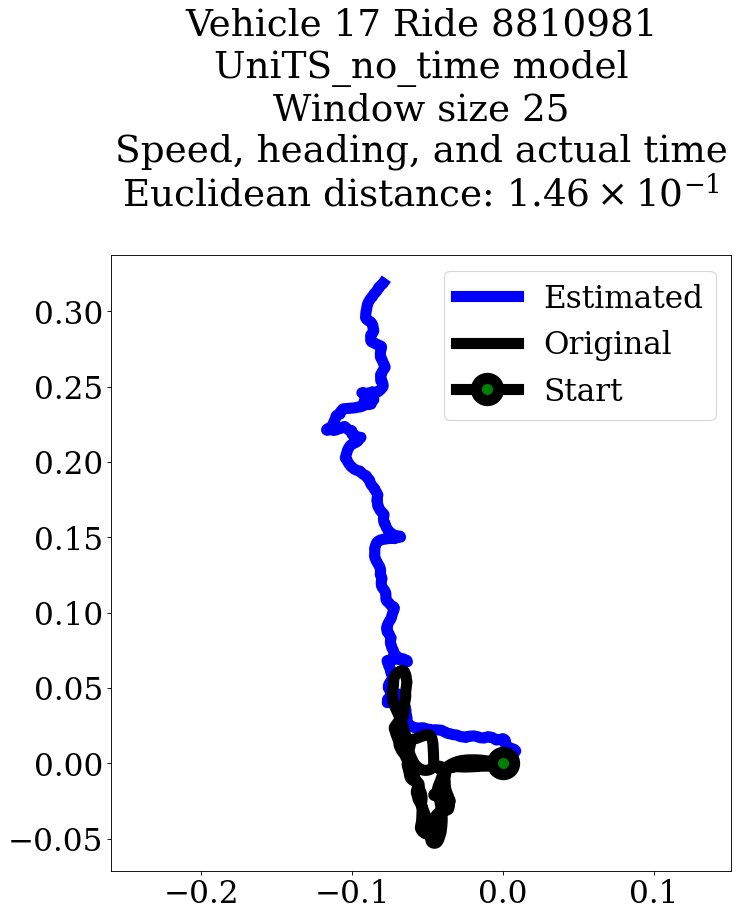 Vehicle 17 Ride 8810981
UniTS_no_time model
Window size 25
Speed, heading, and actual time
Euclidean distance: 1.46 × 10⁻¹
Estimated
Original
Start
0.30
0.25
0.20
0.15
0.10
0.05
0.00
−0.05
−0.2
−0.1
0.0
0.1